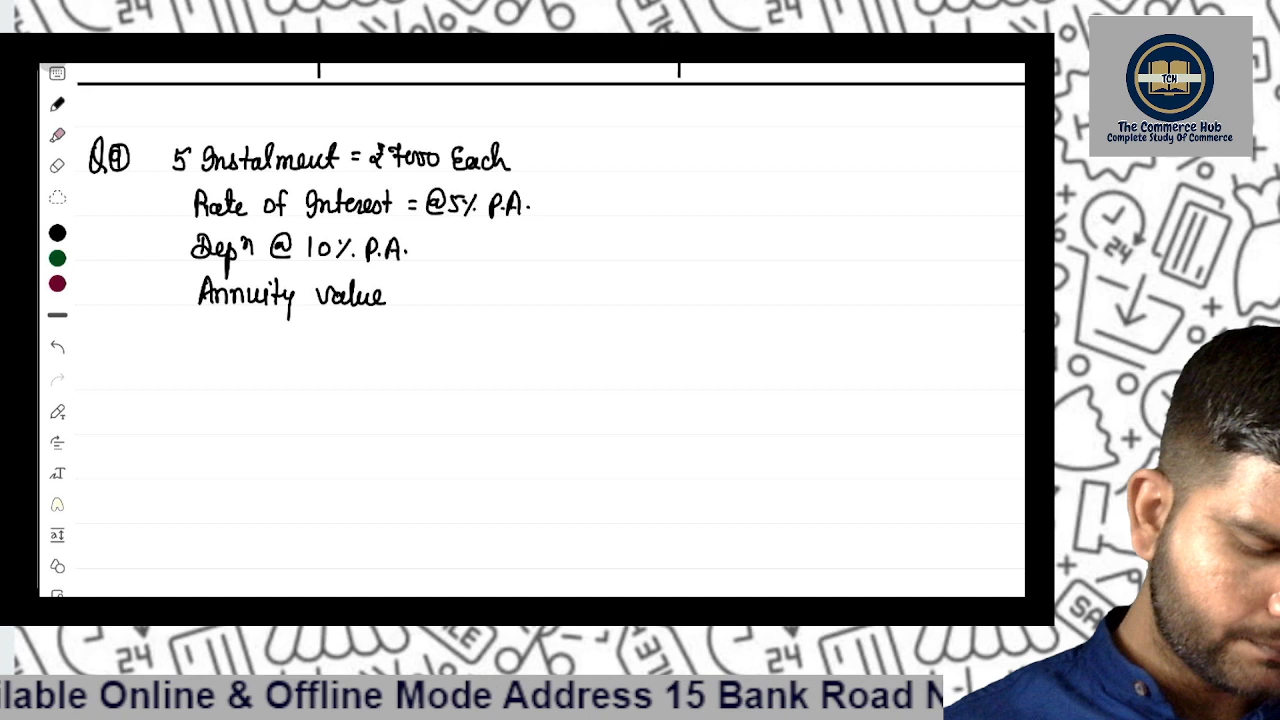 Q 9 5 Instalment = ₹ 7000 Each
Rate of Interest = @5% P.A.
Depn @ 10% P.A.
Annuity value
TCH
The Commerce Hub
Complete Study Of Commerce
ilable Online & Offline Mode Address 15 Bank Road N